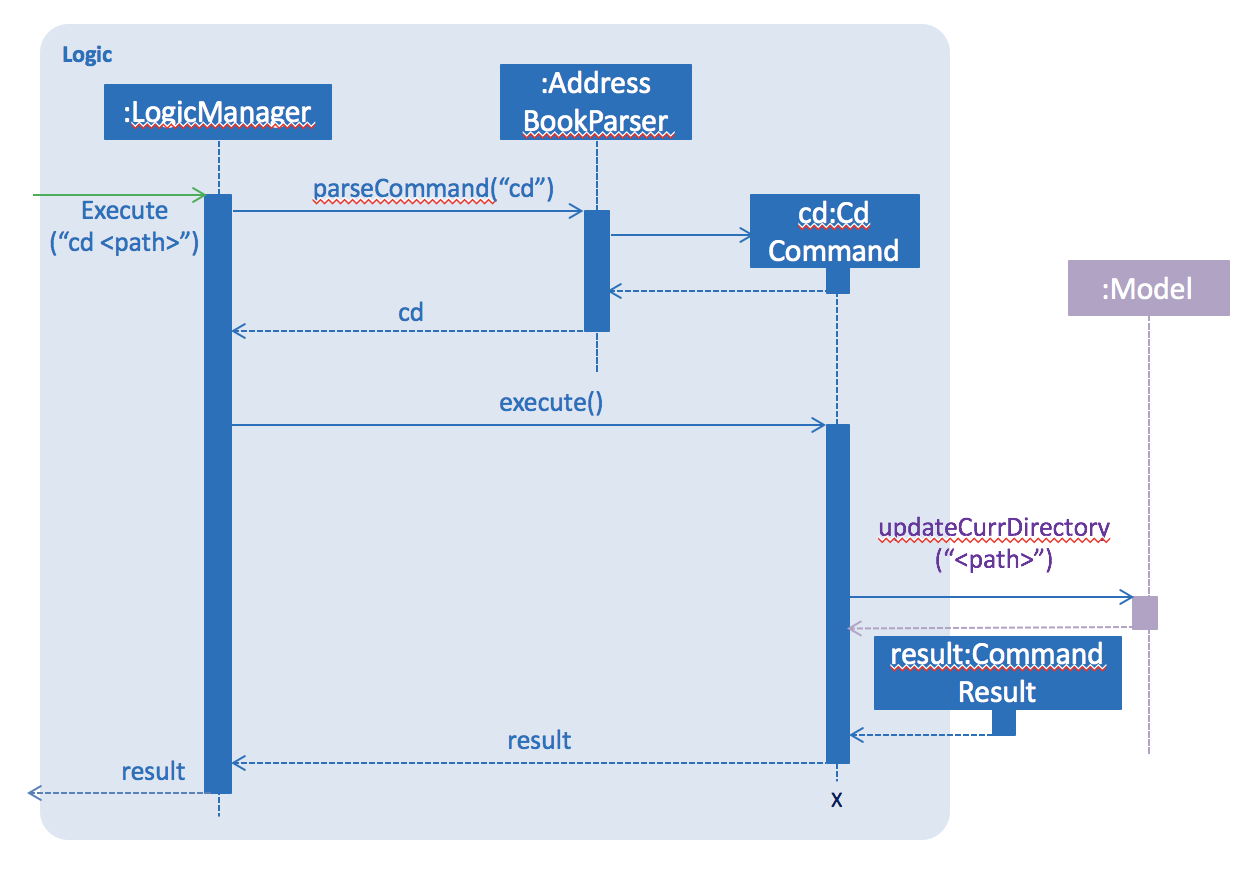 Logic
:LogicManager
:Address
BookParser
Execute
(“cd <path>”)
parseCommand(“cd”)
cd:Cd
Command
:Model
cd
execute()
updateCurrDirectory
(“<path>”)
result:Command
Result
result
result
x